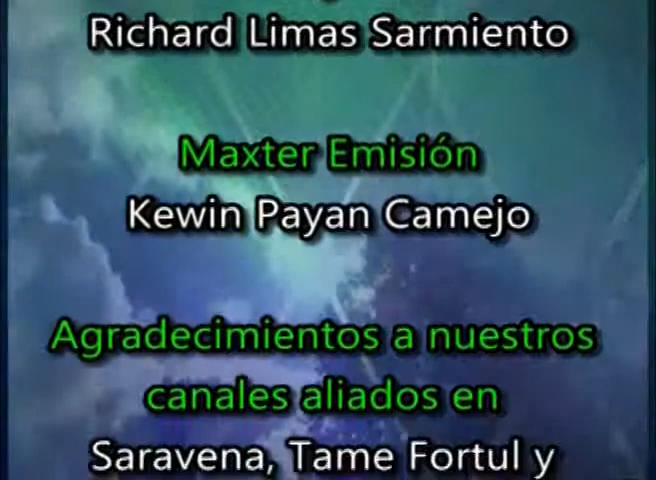 Richard Limas Sarmiento
Maxter Emisión
Kewin Payan Camejo
Agradecimientos a nuestros
canales aliados en
Saravena, Tame Fortul y